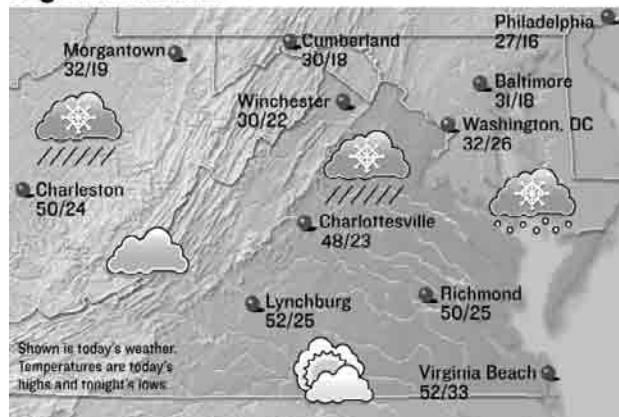 Philadelphia
27/16
Morgantown
32/19
Cumberland
30/18
Baltimore
31/18
Winchester
30/22
Washington, DC
32/26
Charleston
50/24
Charlottesville
48/23
Lynchburg
52/25
Richmond
50/25
Shown is today's weather.
Temperatures are today's
highs and tonight's lows.
Virginia Beach
52/33